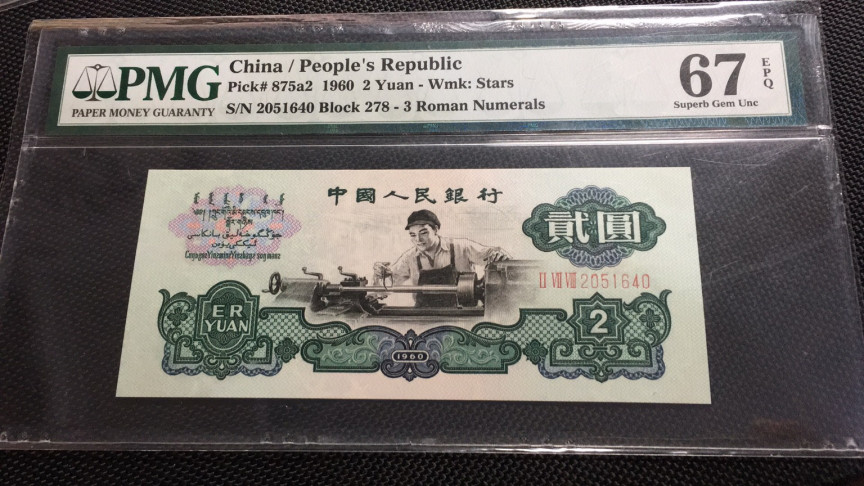 PMG
PAPER MONEY GUARANTY
China / People's Republic
Pick# 875a2 1960 2 Yuan - Wmk: Stars
S/N 2051640 Block 278 - 3 Roman Numerals
67 EPQ
Superb Gem Unc
中國人民銀行
貳圓
II VII VIII 2051640
ER
YUAN
2
1960